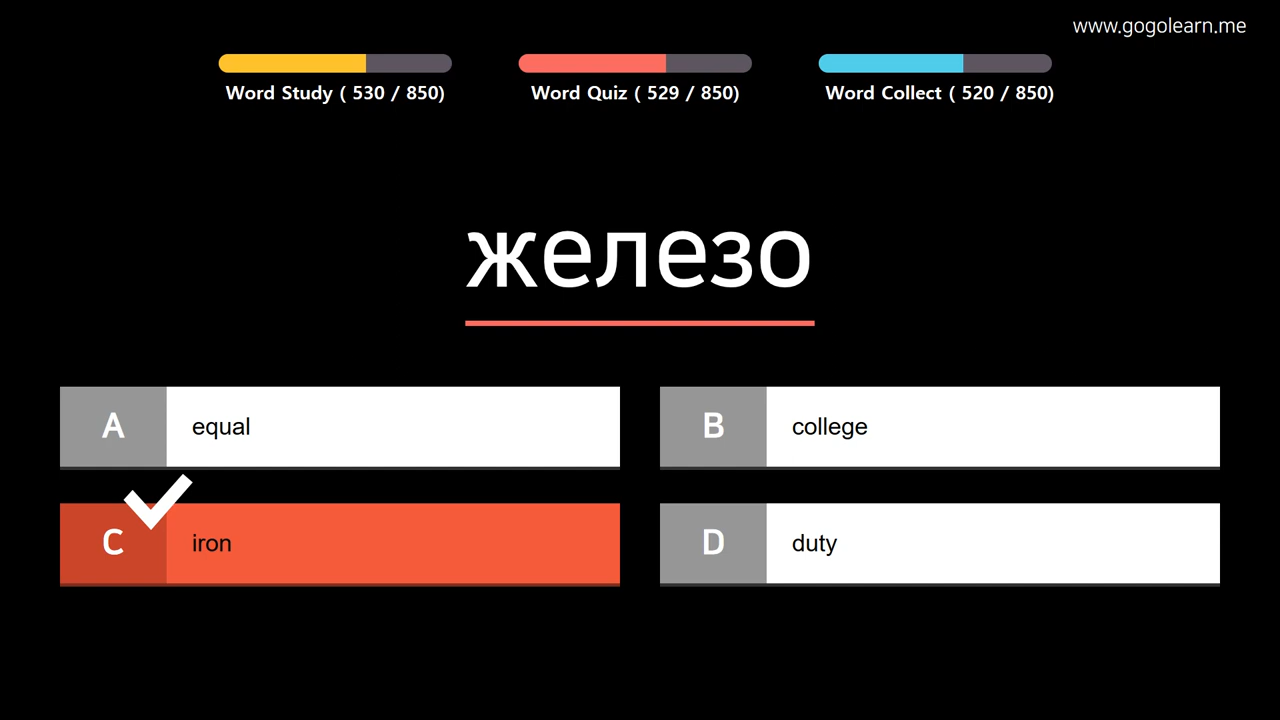 www.gogolearn.me
Word Study ( 530 / 850)
Word Quiz ( 529 / 850)
Word Collect ( 520 / 850)
железо
A equal
B college
C iron
D duty